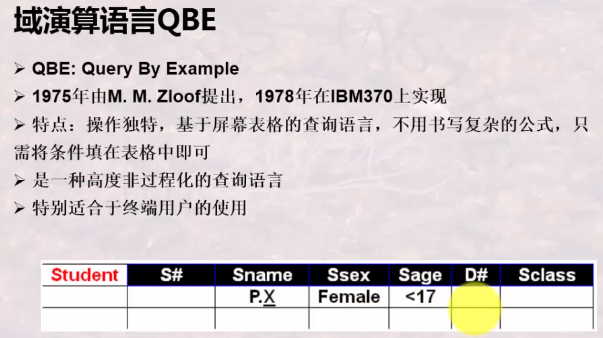 域演算语言QBE
➢ QBE: Query By Example
➢ 1975年由M. M. Zloof提出，1978年在IBM370上实现
➢ 特点：操作独特，基于屏幕表格的查询语言，不用书写复杂的公式，只
需将条件填在表格中即可
➢ 是一种高度非过程化的查询语言
➢ 特别适合于终端用户的使用
Student S# Sname Ssex Sage D# Sclass
P.X Female <17